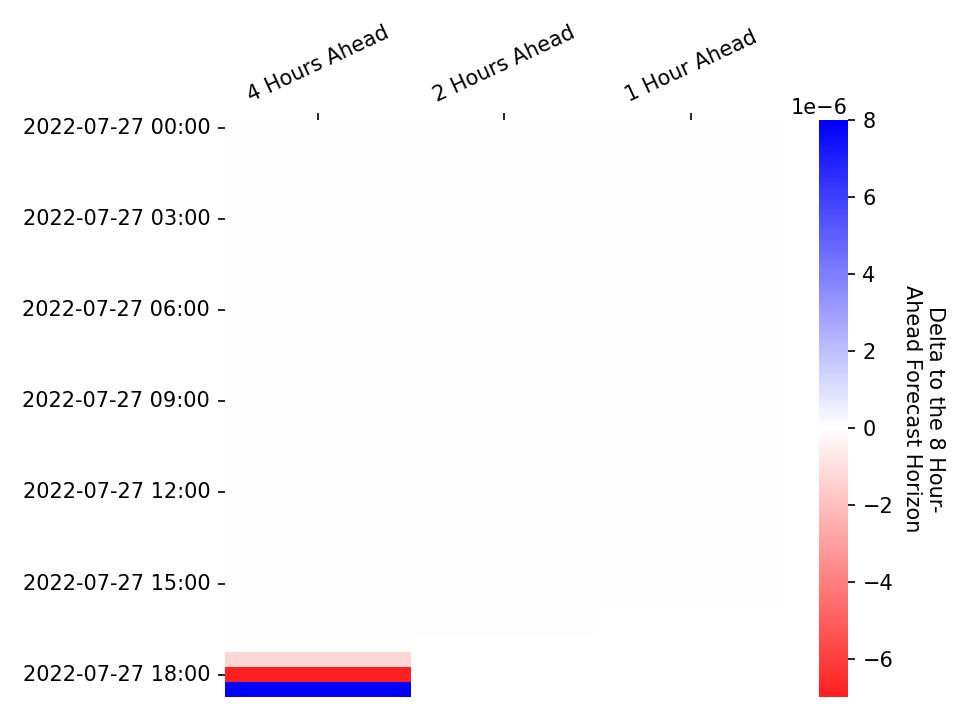 4 Hours Ahead
2 Hours Ahead
1 Hour Ahead
1e−6
2022-07-27 00:00
2022-07-27 03:00
2022-07-27 06:00
2022-07-27 09:00
2022-07-27 12:00
2022-07-27 15:00
2022-07-27 18:00
8
6
4
2
0
−2
−4
−6
Delta to the 8 Hour-
Ahead Forecast Horizon